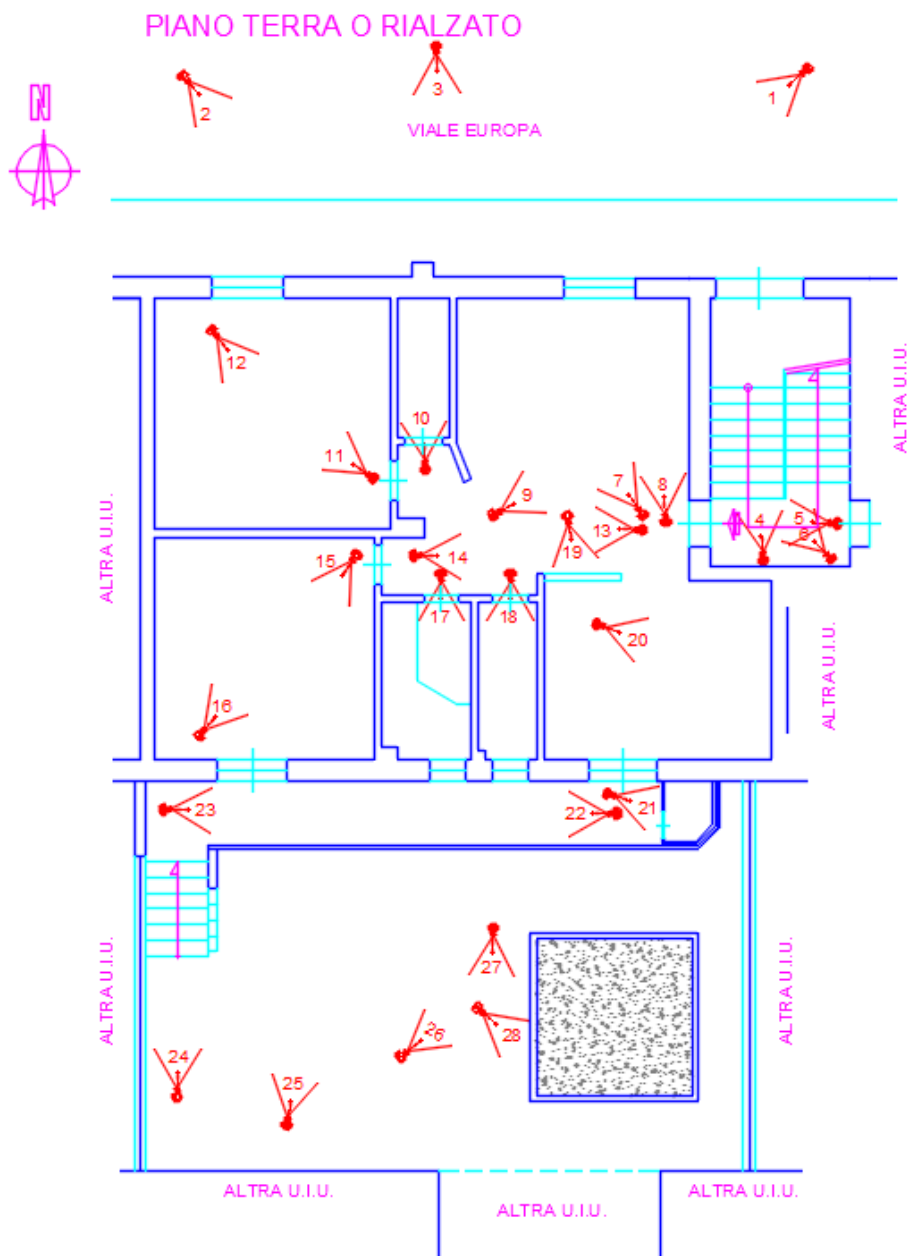 PIANO TERRA O RIALZATO
3
2
1
N
VIALE EUROPA
12
ALTRA U.I.U.
10
11
9
7
8
4
5
6
13
19
ALTRA U.I.U.
15
14
17
18
20
ALTRA U.I.U.
16
23
22
21
ALTRA U.I.U.
27
ALTRA U.I.U.
28
26
24
25
ALTRA U.I.U.
ALTRA U.I.U.
ALTRA U.I.U.